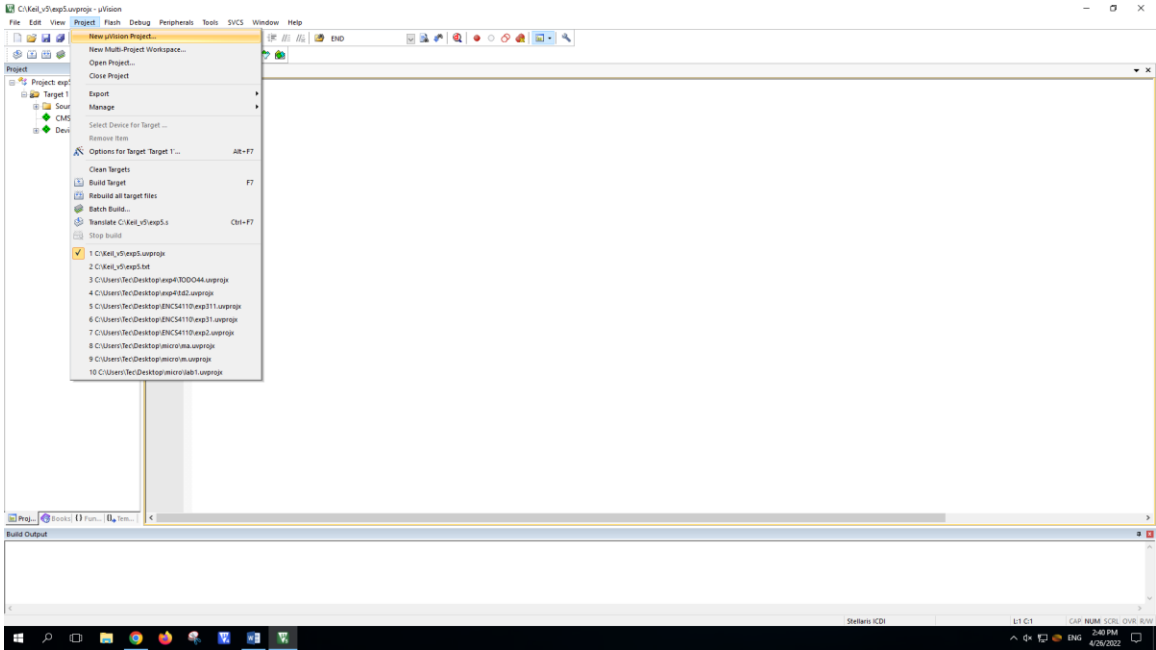 C:\Keil_v5\exp5.uvprojx - µVision
File Edit View Project Flash Debug Peripherals Tools SVCS Window Help
END
Project
Project: exp5
Target 1
Sour
CMS
Devi
New µVision Project...
New Multi-Project Workspace...
Open Project...
Close Project
Export
Manage
Select Device for Target ...
Remove Item
Options for Target 'Target 1'... Alt+F7
Clean Targets
Build Target F7
Rebuild all target files
Batch Build...
Translate C:\Keil_v5\exp5.s Ctrl+F7
Stop build
1 C:\Keil_v5\exp5.uvprojx
2 C:\Keil_v5\exp5.txt
3 C:\Users\Tec\Desktop\exp4\TODO44.uvprojx
4 C:\Users\Tec\Desktop\exp4\td2.uvprojx
5 C:\Users\Tec\Desktop\ENCS4110\exp311.uvprojx
6 C:\Users\Tec\Desktop\ENCS4110\exp31.uvprojx
7 C:\Users\Tec\Desktop\ENCS4110\exp2.uvprojx
8 C:\Users\Tec\Desktop\micro\ma.uvprojx
9 C:\Users\Tec\Desktop\micro\m.uvprojx
10 C:\Users\Tec\Desktop\micro\lab1.uvprojx
Proj... Books {} Fun... Tem...
Build Output
Stellaris ICDI L:1 C:1 CAP NUM SCRL OVR R/W
ENG 2:40 PM
4/26/2022